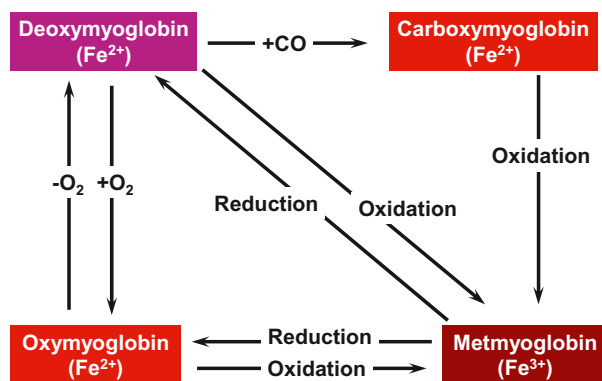 Deoxymyoglobin
(Fe²⁺)
+CO
Carboxymyoglobin
(Fe²⁺)
Oxidation
-O₂ +O₂
Reduction
Oxidation
Oxymyoglobin
(Fe²⁺)
Reduction
Oxidation
Metmyoglobin
(Fe³⁺)